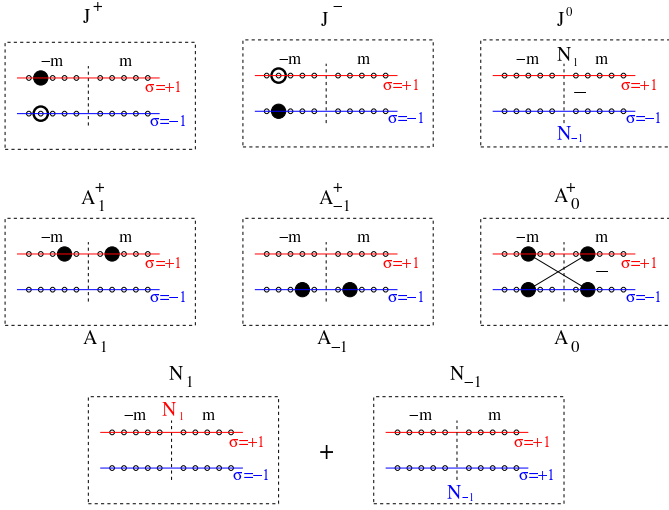 J⁺ J⁻ J⁰
−m m
σ=+1
σ=−1
−m m
σ=+1
σ=−1
−m N₁ m
σ=+1
−
σ=−1
N₋₁
A₁⁺ A₋₁⁺ A₀⁺
−m m
σ=+1
σ=−1
−m m
σ=+1
σ=−1
−m m
−
σ=+1
σ=−1
A₁ A₋₁ A₀
N₁ N₋₁
−m N₁ m
σ=+1
σ=−1
+
−m m
σ=+1
σ=+1
N₋₁